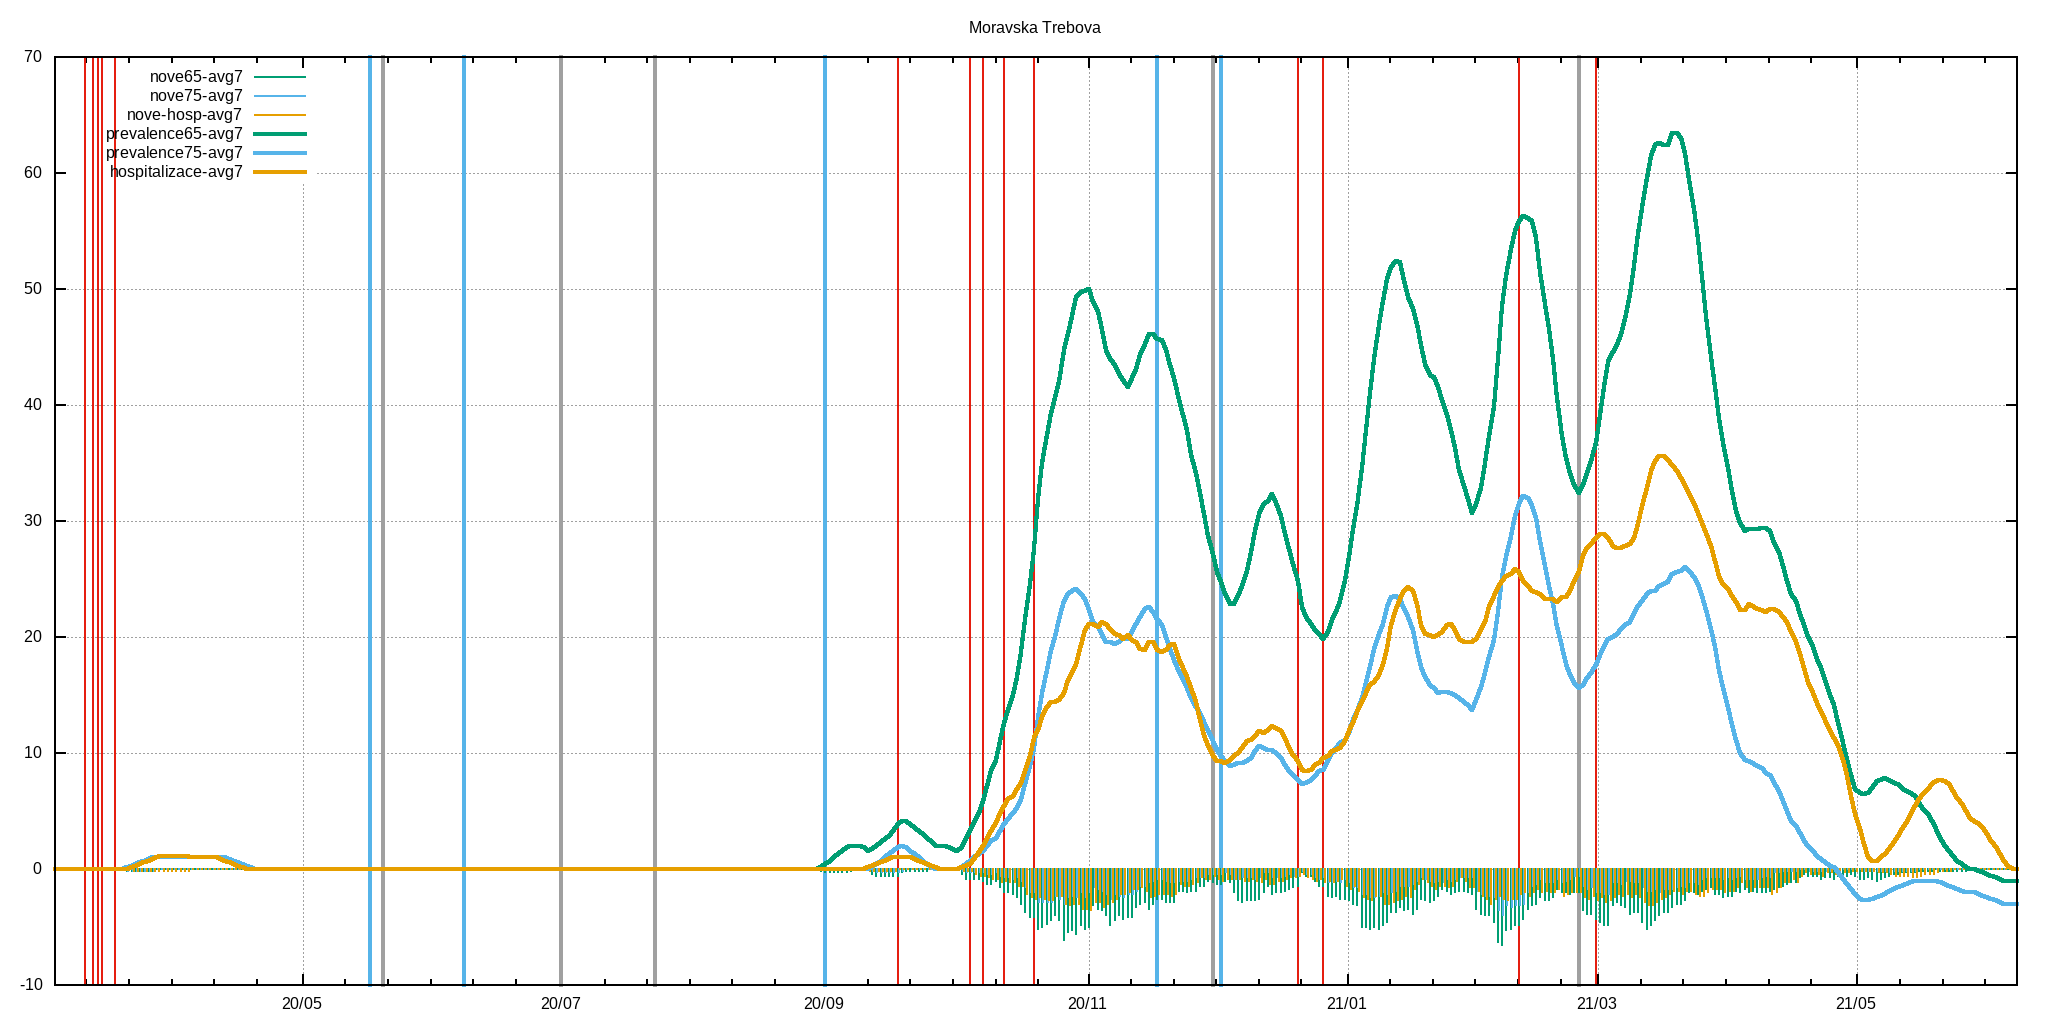 Moravska Trebova
70
60
50
40
30
20
10
0
-10
nove65-avg7
nove75-avg7
nove-hosp-avg7
prevalence65-avg7
prevalence75-avg7
hospitalizace-avg7
20/05 20/07 20/09 20/11 21/01 21/03 21/05